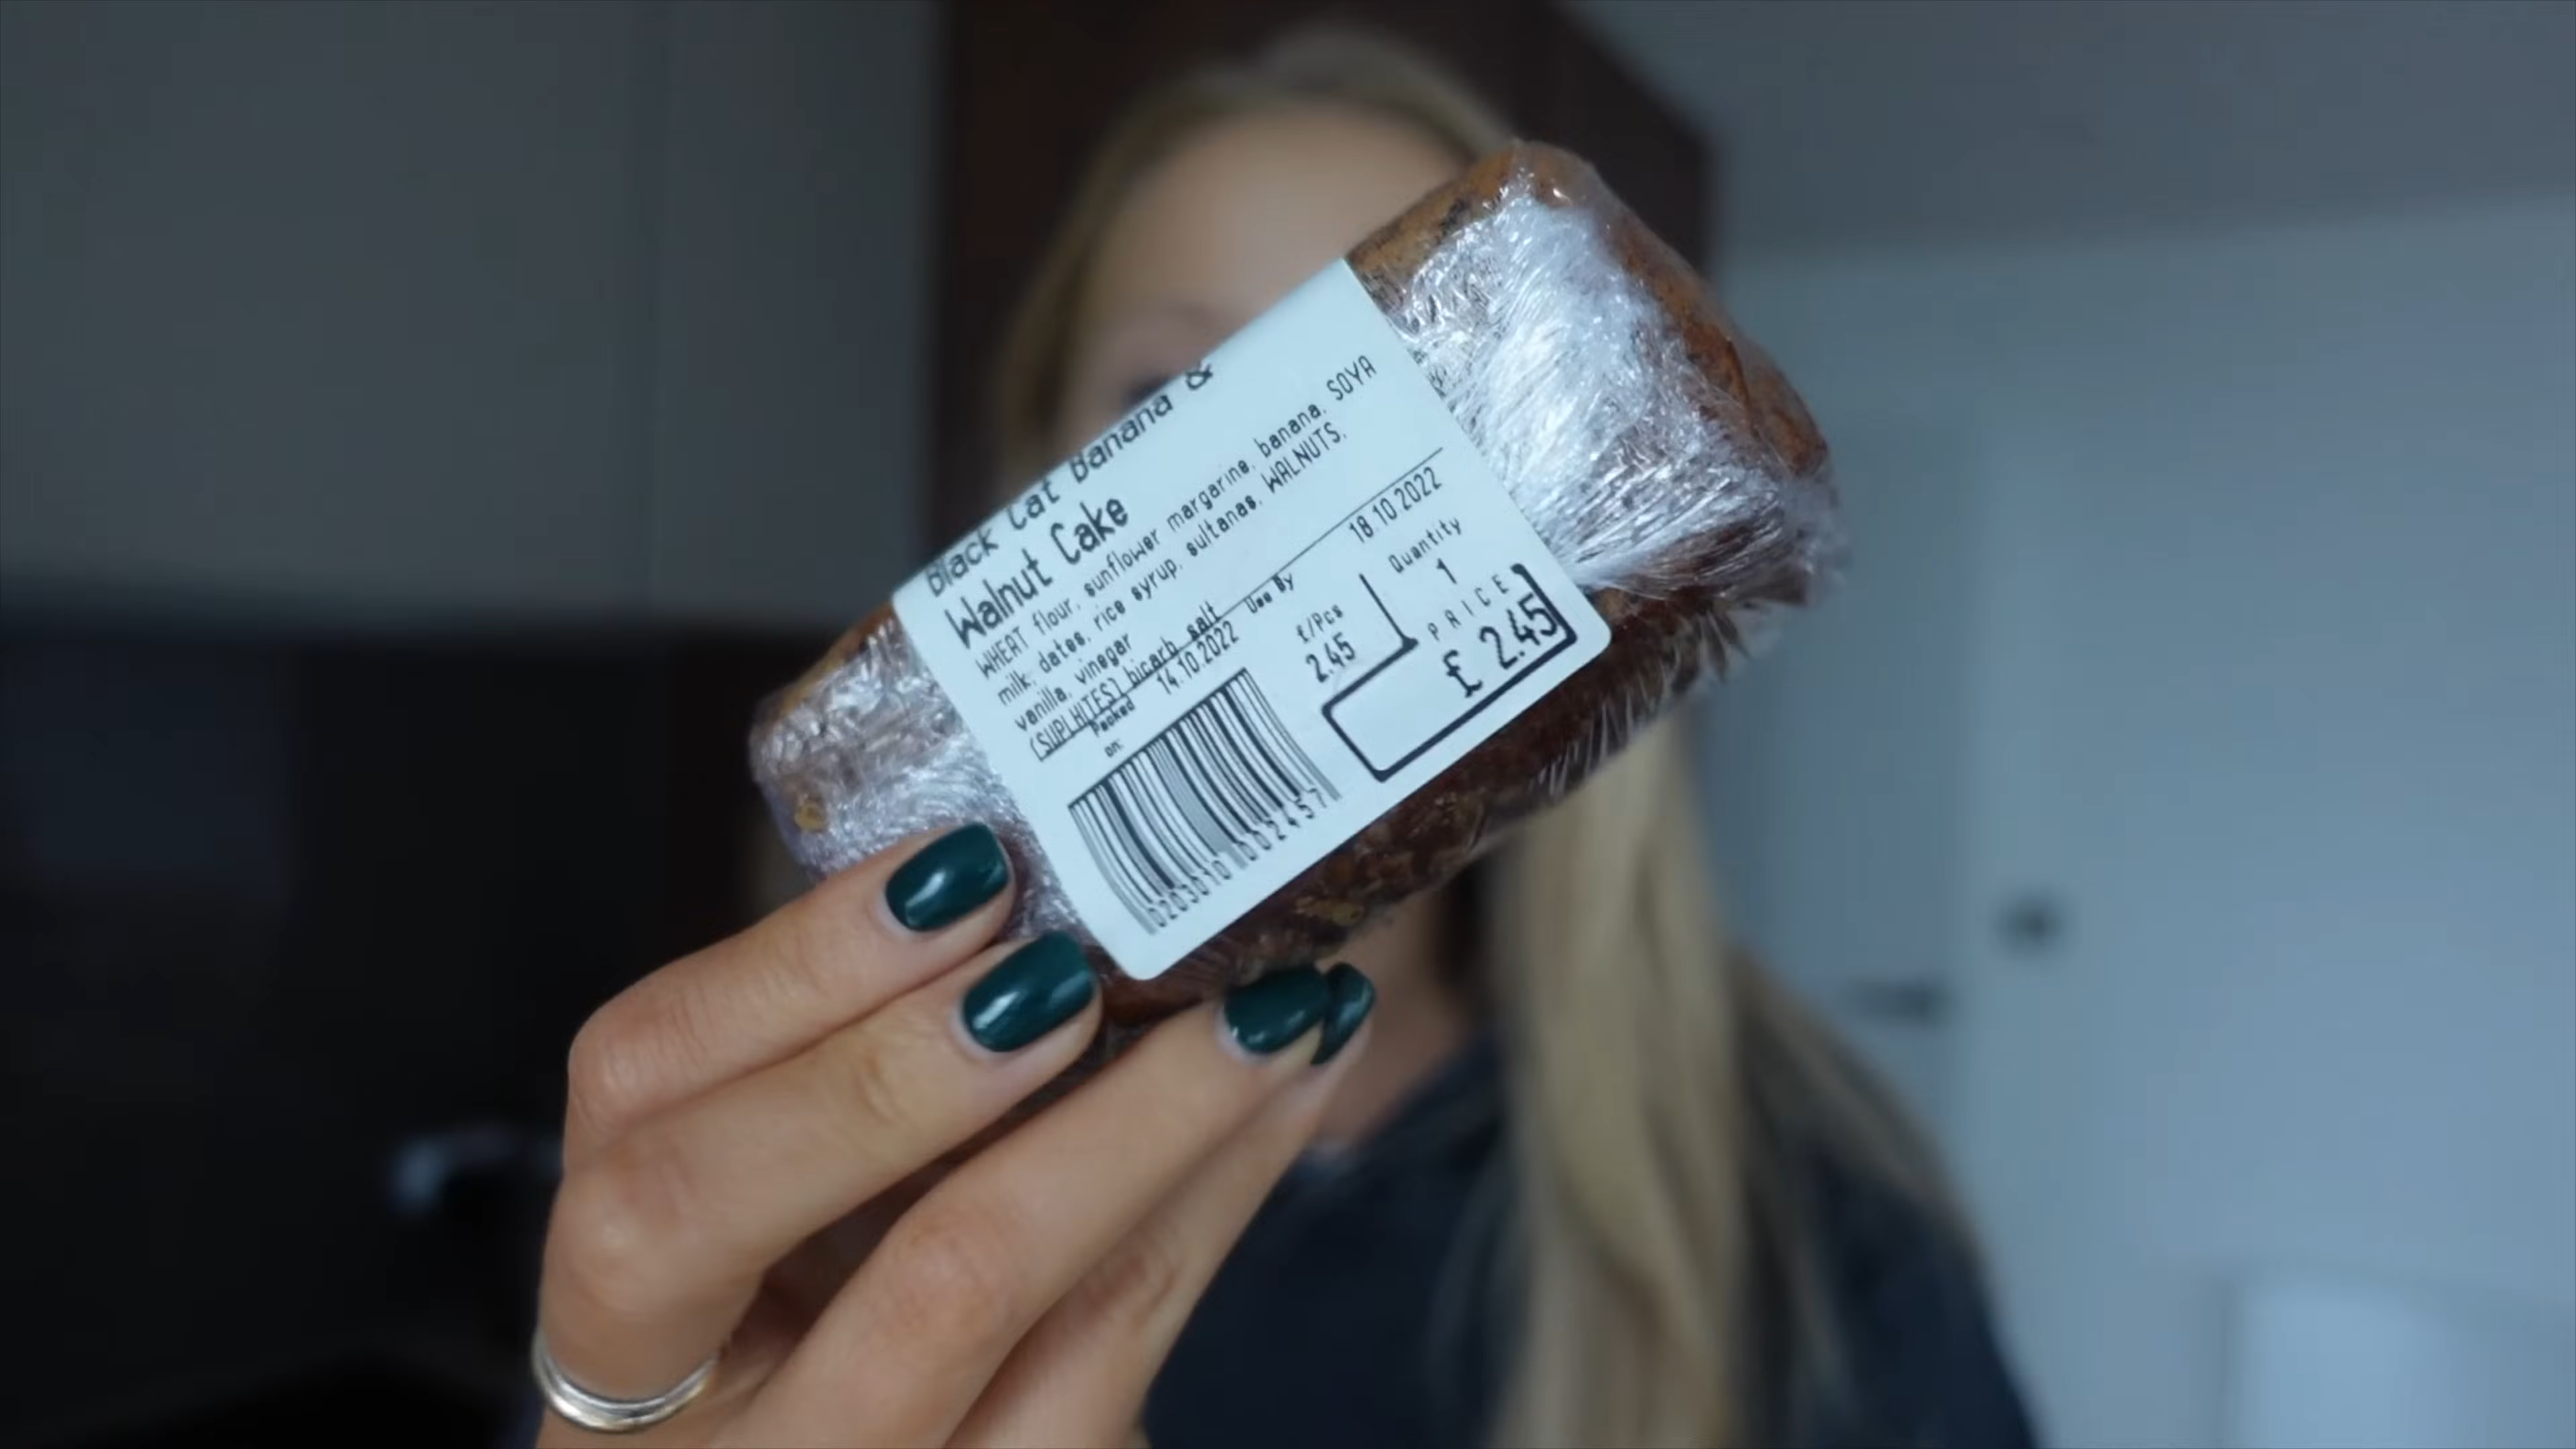 Black Cat Banana &
Walnut Cake
WHEAT flour, sunflower margarine, banana, SOYA
milk, dates, rice syrup, sultanas, WALNUTS,
vanilla, vinegar
(SUPLHITES) bicarb, salt
Packed on: 14.10.2022 Use By 18.10.2022
£/Pcs Quantity
2.45 1
PRICE
£ 2.45
0203010 002457